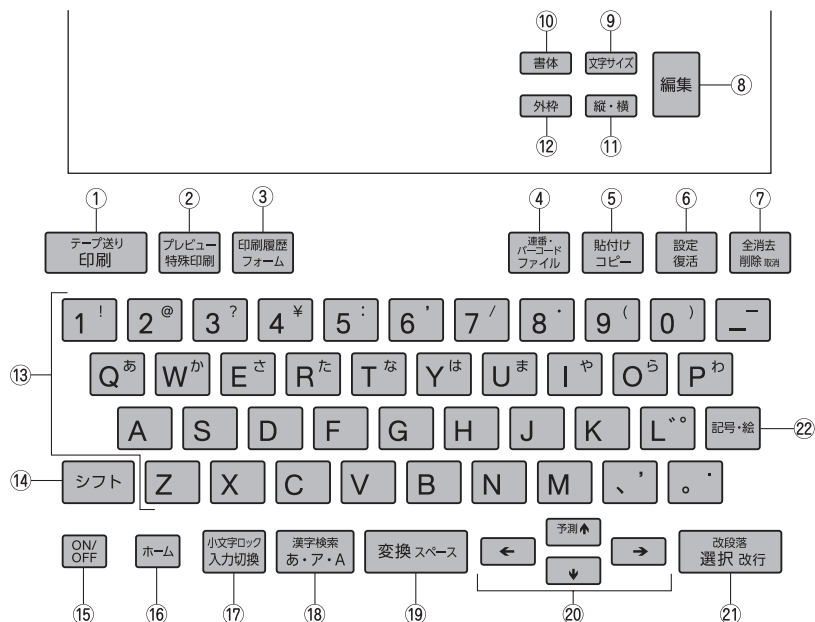 ⑩ ⑨
書体 文字サイズ 編集 ⑧
外枠 縦・横
⑫ ⑪
① ② ③ ④ ⑤ ⑥ ⑦
テープ送り 印刷
プレビュー 特殊印刷
印刷履歴 フォーム
連番・バーコード ファイル
貼付け コピー
設定 復活
全消去 削除 取消
1 ! 2 @ 3 ? 4 ¥ 5 : 6 ' 7 / 8 · 9 ( 0 ) _ ‾
⑬ Q あ W か E さ R た T な Y は U ま I や O ら P わ
A S D F G H J K L ゛゜ 記号・絵 ㉒
⑭ シフト Z X C V B N M 、 ' 。 .
ON/OFF
ホーム
小文字ロック 入力切換
漢字検索 あ・ア・A
変換 スペース
予測 ↑
← →
↓
改段落 選択 改行
⑮ ⑯ ⑰ ⑱ ⑲ ⑳ ㉑